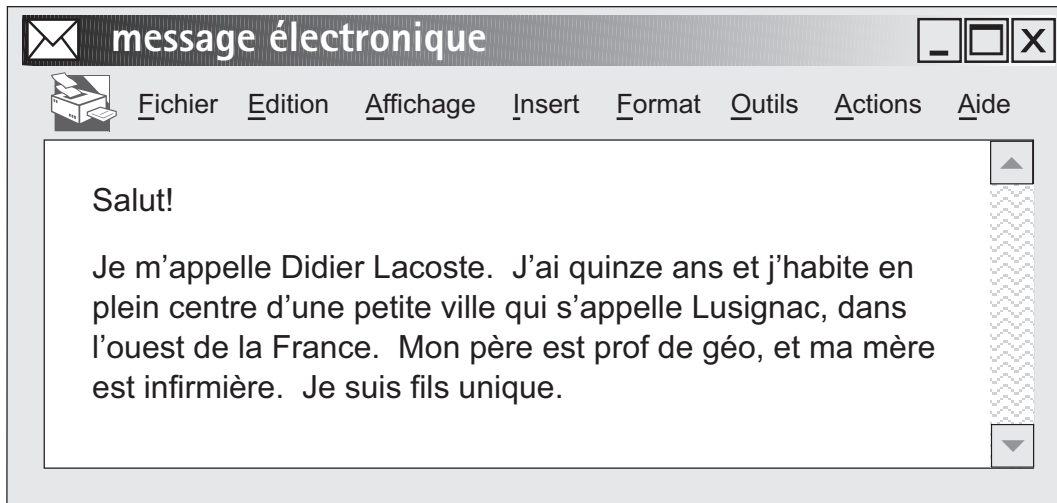 message électronique
Fichier Edition Affichage Insert Format Outils Actions Aide
Salut!
Je m'appelle Didier Lacoste. J'ai quinze ans et j'habite en
plein centre d'une petite ville qui s'appelle Lusignac, dans
l'ouest de la France. Mon père est prof de géo, et ma mère
est infirmière. Je suis fils unique.